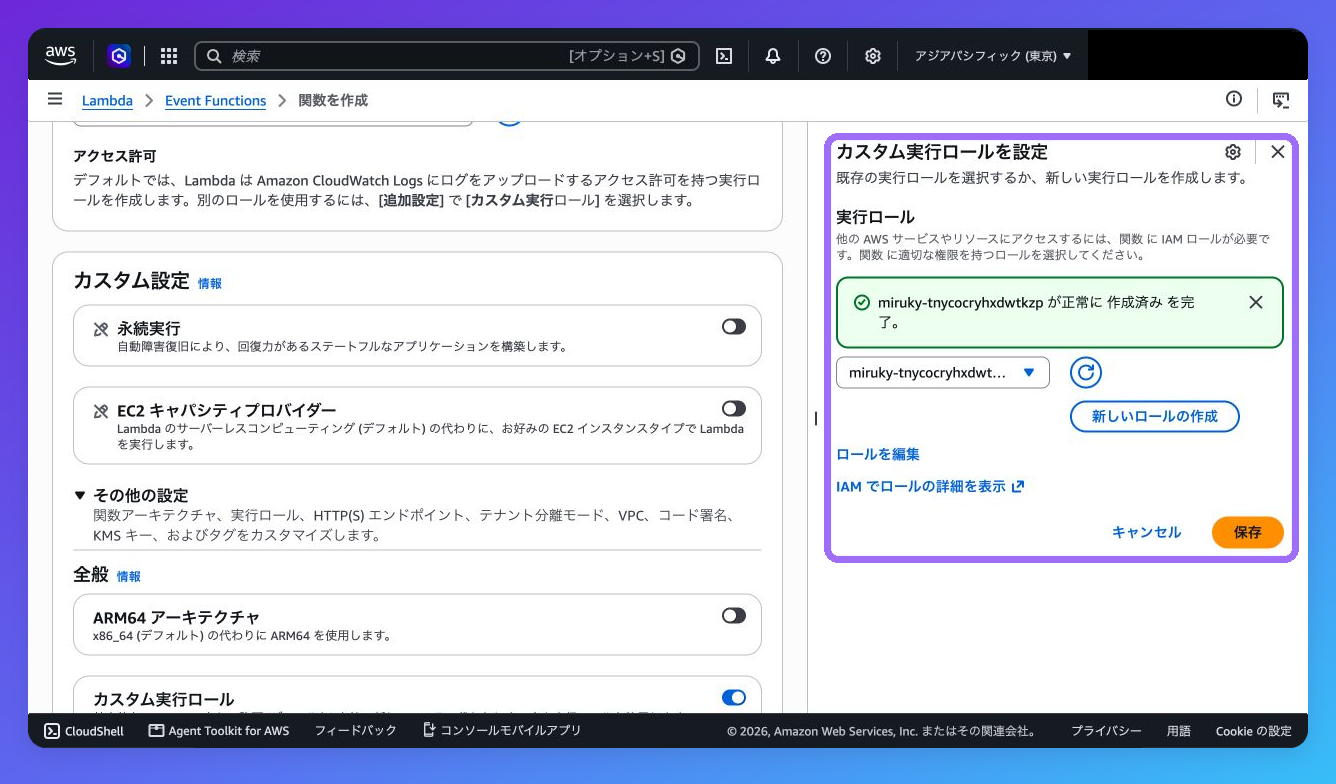 aws
検索
[オプション+S]
アジアパシフィック (東京) ▼
Lambda > Event Functions > 関数を作成
アクセス許可
デフォルトでは、Lambda は Amazon CloudWatch Logs にログをアップロードするアクセス許可を持つ実行ロ
ールを作成します。別のロールを使用するには、[追加設定] で [カスタム実行ロール] を選択します。
カスタム設定 情報
永続実行
自動障害復旧により、回復力があるステートフルなアプリケーションを構築します。
EC2 キャパシティプロバイダー
Lambda のサーバーレスコンピューティング (デフォルト) の代わりに、お好みの EC2 インスタンスタイプで Lambda
を実行します。
▼ その他の設定
関数アーキテクチャ、実行ロール、HTTP(S) エンドポイント、テナント分離モード、VPC、コード署名、
KMS キー、およびタグをカスタマイズします。
全般 情報
ARM64 アーキテクチャ
x86_64 (デフォルト) の代わりに ARM64 を使用します。
カスタム実行ロール
カスタム実行ロールを設定
既存の実行ロールを選択するか、新しい実行ロールを作成します。
実行ロール
他の AWS サービスやリソースにアクセスするには、関数 に IAM ロールが必要で
す。関数 に適切な権限を持つロールを選択してください。
miruky-tnycocryhxdwtkzp が正常に 作成済み を完
了。
miruky-tnycocryhxdwt...
新しいロールの作成
ロールを編集
IAM でロールの詳細を表示
キャンセル
保存
CloudShell
Agent Toolkit for AWS
フィードバック
コンソールモバイルアプリ
© 2026, Amazon Web Services, Inc. またはその関連会社。
プライバシー
用語
Cookie の設定